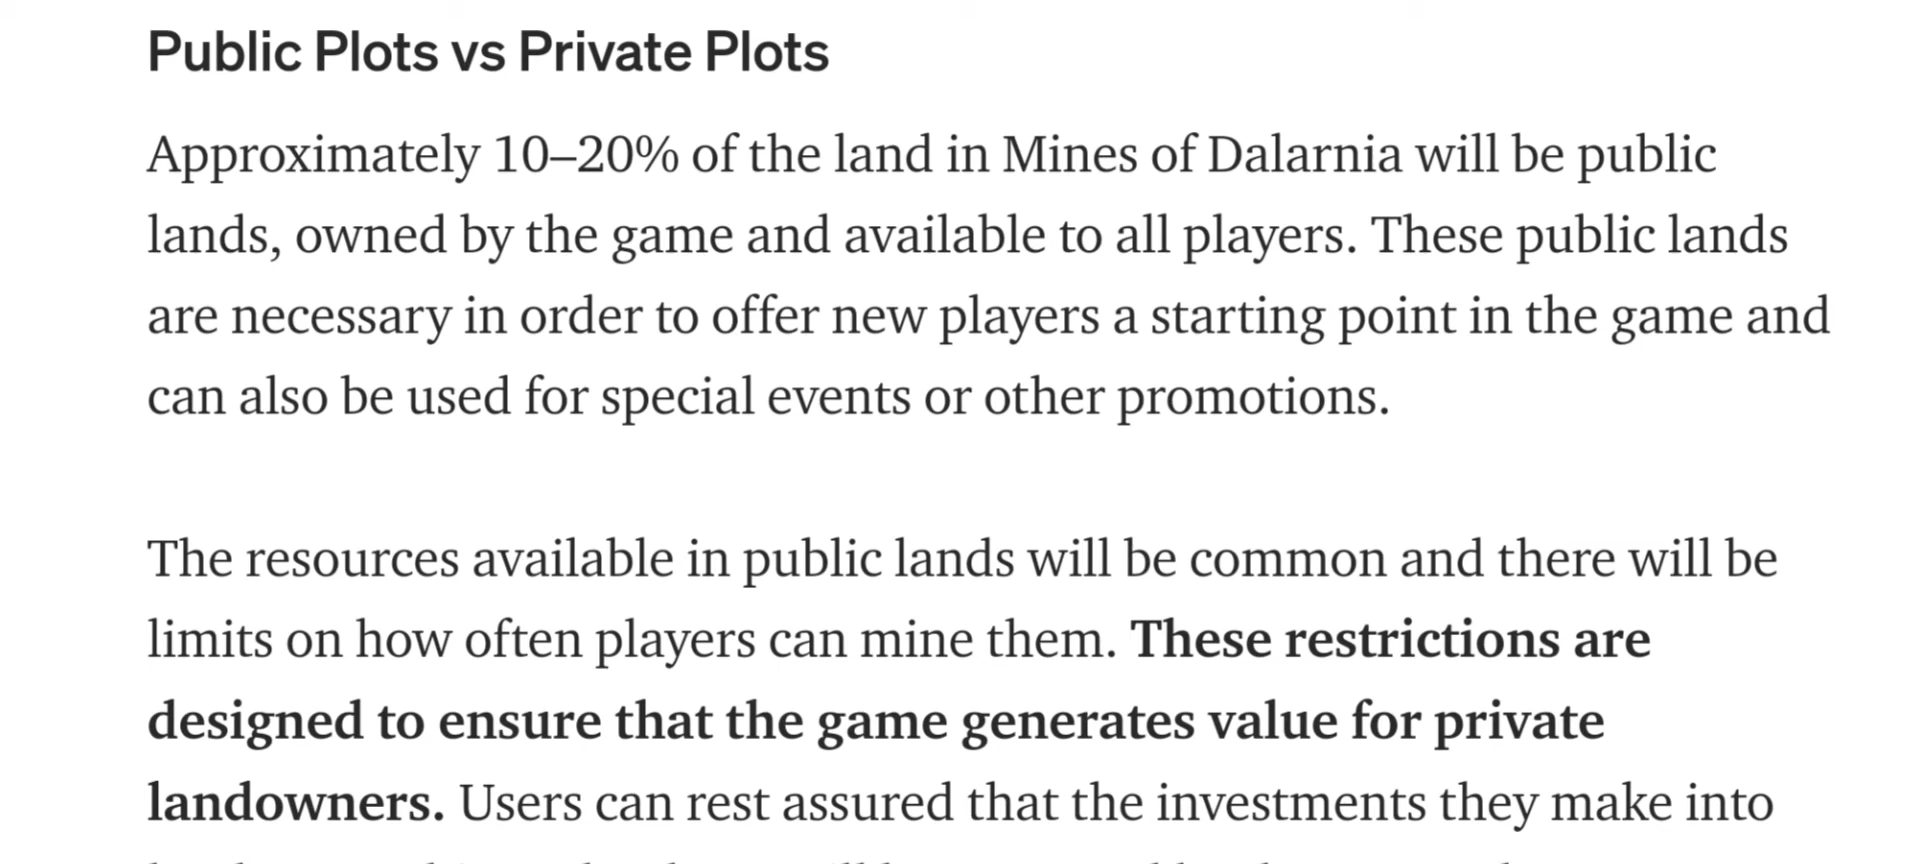 Public Plots vs Private Plots
Approximately 10–20% of the land in Mines of Dalarnia will be public
lands, owned by the game and available to all players. These public lands
are necessary in order to offer new players a starting point in the game and
can also be used for special events or other promotions.
The resources available in public lands will be common and there will be
limits on how often players can mine them. These restrictions are
designed to ensure that the game generates value for private
landowners. Users can rest assured that the investments they make into